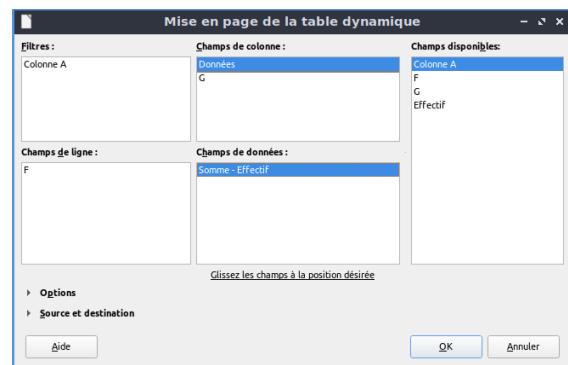 Mise en page de la table dynamique
Filtres :
Colonne A
Champs de colonne :
Données
G
Champs disponibles:
Colonne A
F
G
Effectif
Champs de ligne :
F
Champs de données :
Somme - Effectif
Glissez les champs à la position désirée
Options
Source et destination
Aide
OK
Annuler